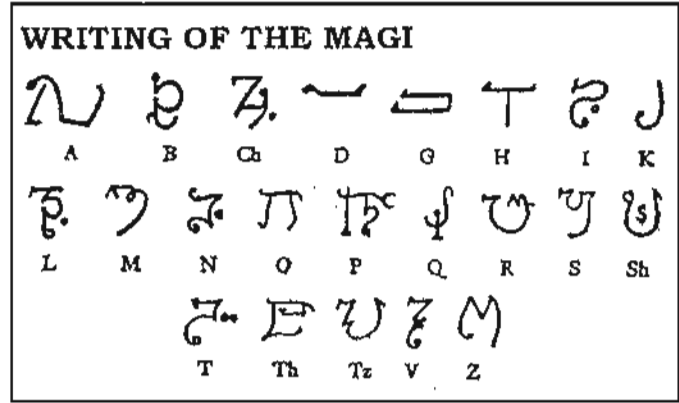 WRITING OF THE MAGI
A B Ch D G H I K
L M N O P Q R S Sh
T Th Tz V Z